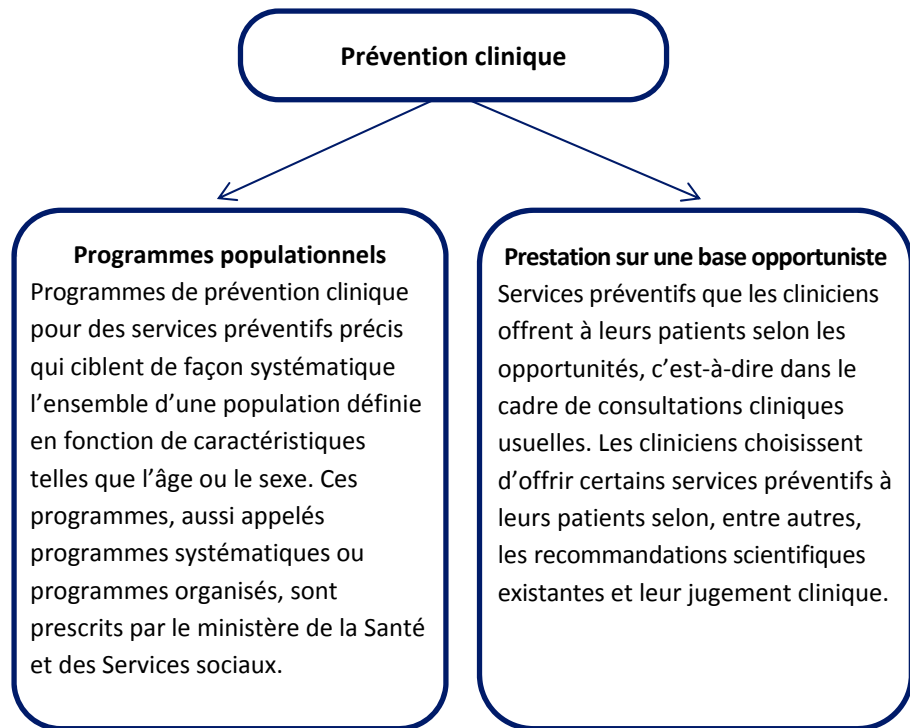 Prévention clinique
Programmes populationnels
Programmes de prévention clinique
pour des services préventifs précis
qui ciblent de façon systématique
l’ensemble d’une population définie
en fonction de caractéristiques
telles que l’âge ou le sexe. Ces
programmes, aussi appelés
programmes systématiques ou
programmes organisés, sont
prescrits par le ministère de la Santé
et des Services sociaux.
Prestation sur une base opportuniste
Services préventifs que les cliniciens
offrent à leurs patients selon les
opportunités, c’est-à-dire dans le
cadre de consultations cliniques
usuelles. Les cliniciens choisissent
d’offrir certains services préventifs à
leurs patients selon, entre autres,
les recommandations scientifiques
existantes et leur jugement clinique.